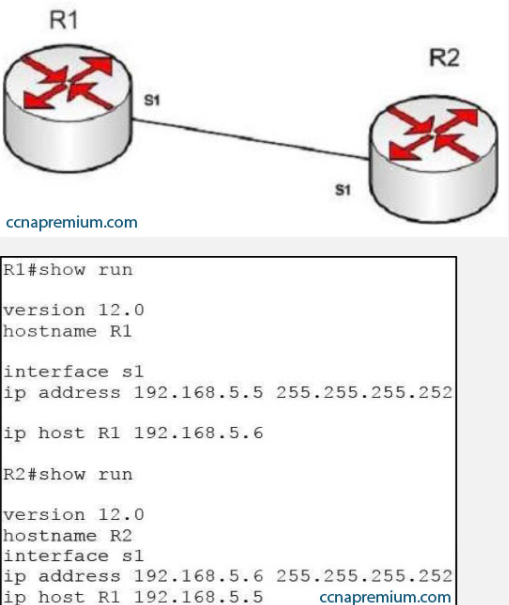 R1
R2
S1
S1
ccnapremium.com
R1#show run
version 12.0
hostname R1
interface s1
ip address 192.168.5.5 255.255.255.252
ip host R1 192.168.5.6
R2#show run
version 12.0
hostname R2
interface s1
ip address 192.168.5.6 255.255.255.252
ip host R1 192.168.5.5
ccnapremium.com